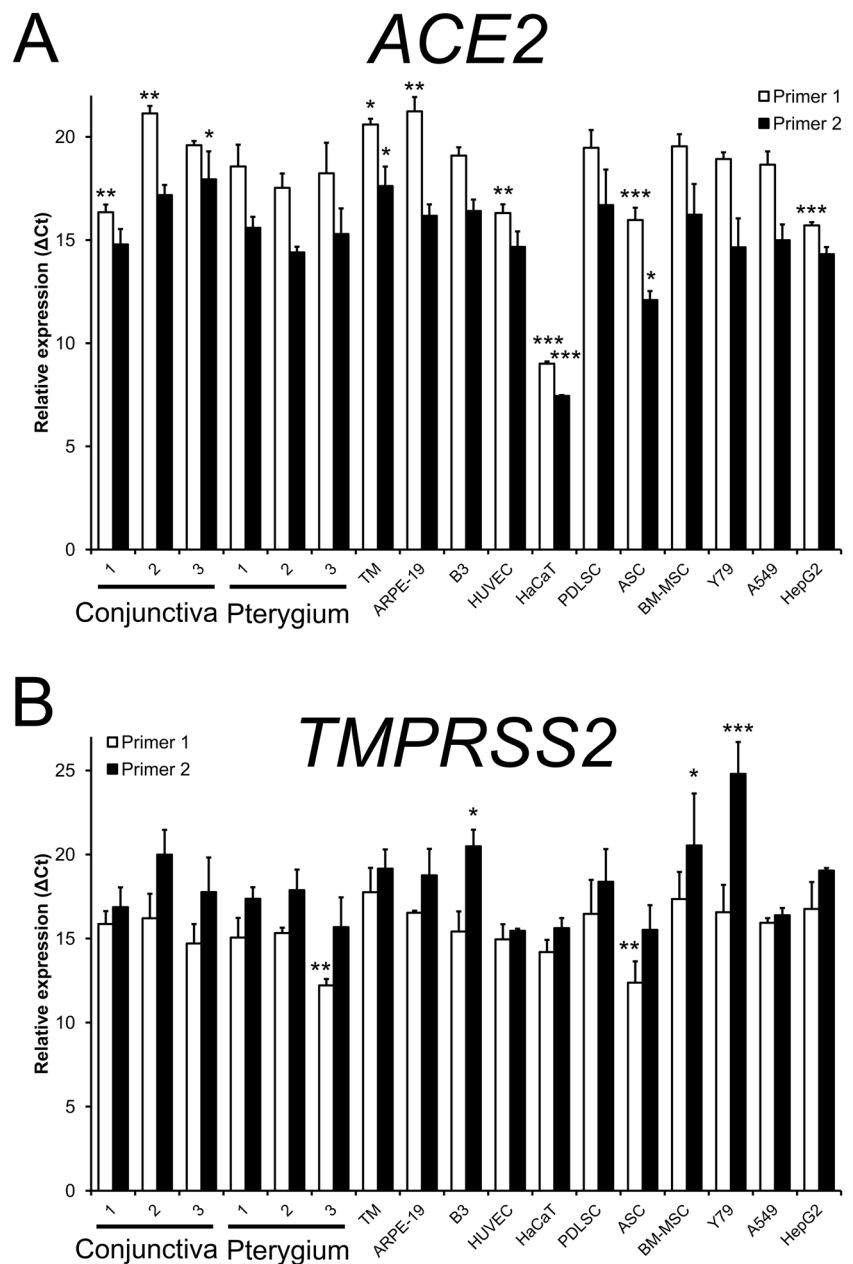 A
ACE2
Primer 1
Primer 2
** ** * * * ** ** *** *** *** * ***
Relative expression (ΔCt)
20
15
10
5
0
1 2 3 1 2 3 TM ARPE-19 B3 HUVEC HaCaT PDLSC ASC BM-MSC Y79 A549 HepG2
Conjunctiva Pterygium
B
TMPRSS2
Primer 1
Primer 2
** * ** * ***
Relative expression (ΔCt)
25
20
15
10
5
0
1 2 3 1 2 3 TM ARPE-19 B3 HUVEC HaCaT PDLSC ASC BM-MSC Y79 A549 HepG2
Conjunctiva Pterygium